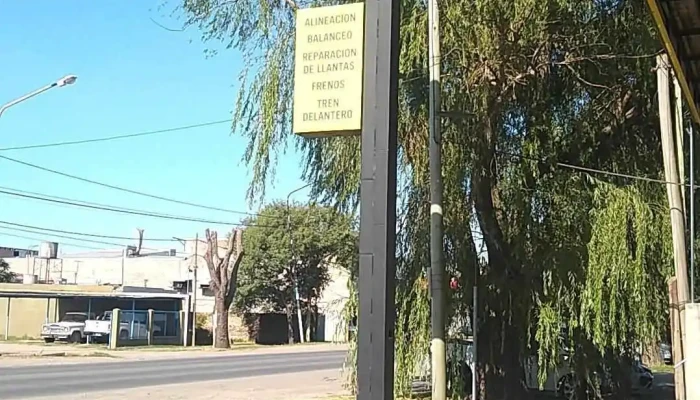 ALINEACION
BALANCEO
REPARACION
DE LLANTAS
FRENOS
TREN
DELANTERO